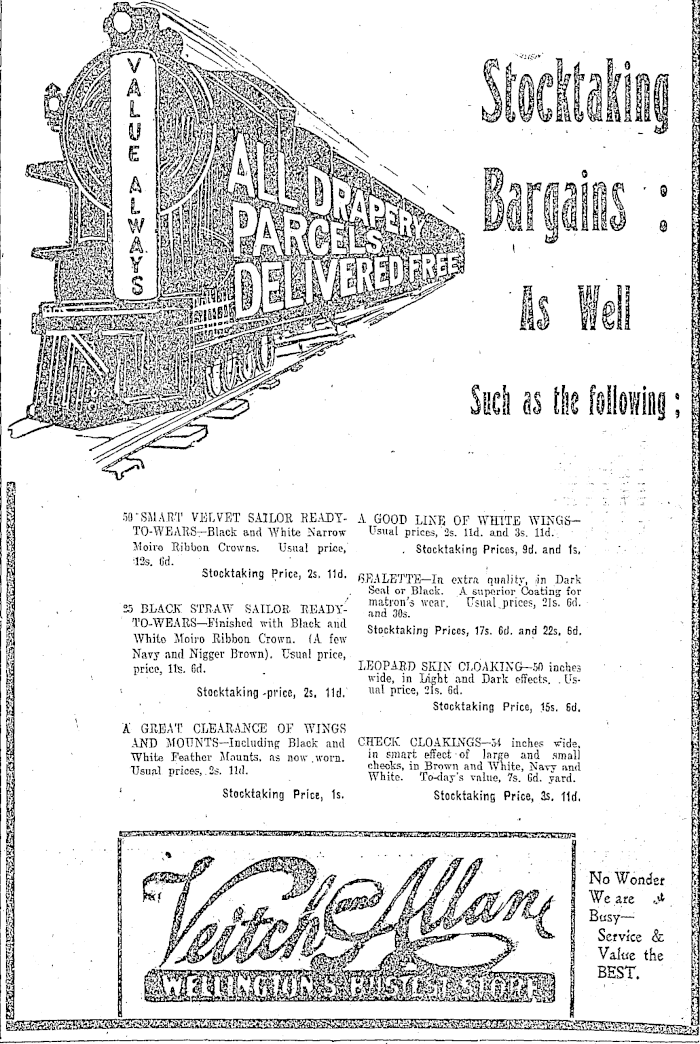 VALUE ALWAYS
ALL DRAPERY
PARCELS
DELIVERED FREE
Stocktaking
Bargains :
As Well
Such as the following ;
50 SMART VELVET SAILOR READY-
TO-WEARS—Black and White Narrow
Moiro Ribbon Crowns. Usual price,
12s. 6d.
Stocktaking Price, 2s. 11d.
25 BLACK STRAW SAILOR READY-
TO-WEARS—Finished with Black and
White Moiro Ribbon Crown. (A few
Navy and Nigger Brown). Usual price,
price, 11s. 6d.
Stocktaking price, 2s. 11d.
A GREAT CLEARANCE OF WINGS
AND MOUNTS—Including Black and
White Feather Mounts, as now worn.
Usual prices, 2s. 11d.
Stocktaking Price, 1s.
A GOOD LINE OF WHITE WINGS—
Usual prices, 2s. 11d. and 3s. 11d.
Stocktaking Prices, 9d. and 1s.
SEALETTE—In extra quality, in Dark
Seal or Black. A superior Coating for
matron's wear. Usual prices, 21s. 6d.
and 30s.
Stocktaking Prices, 17s. 6d. and 22s. 6d.
LEOPARD SKIN CLOAKING—50 inches
wide, in Light and Dark effects. Us-
ual price, 21s. 6d.
Stocktaking Price, 15s. 6d.
CHECK CLOAKINGS—54 inches wide,
in smart effect of large and small
checks, in Brown and White, Navy and
White. To-day's value, 7s. 6d. yard.
Stocktaking Price, 3s. 11d.
Veitch and Allan
WELLINGTON'S BUSIEST STORE
No Wonder
We are
Busy—
Service &
Value the
BEST.